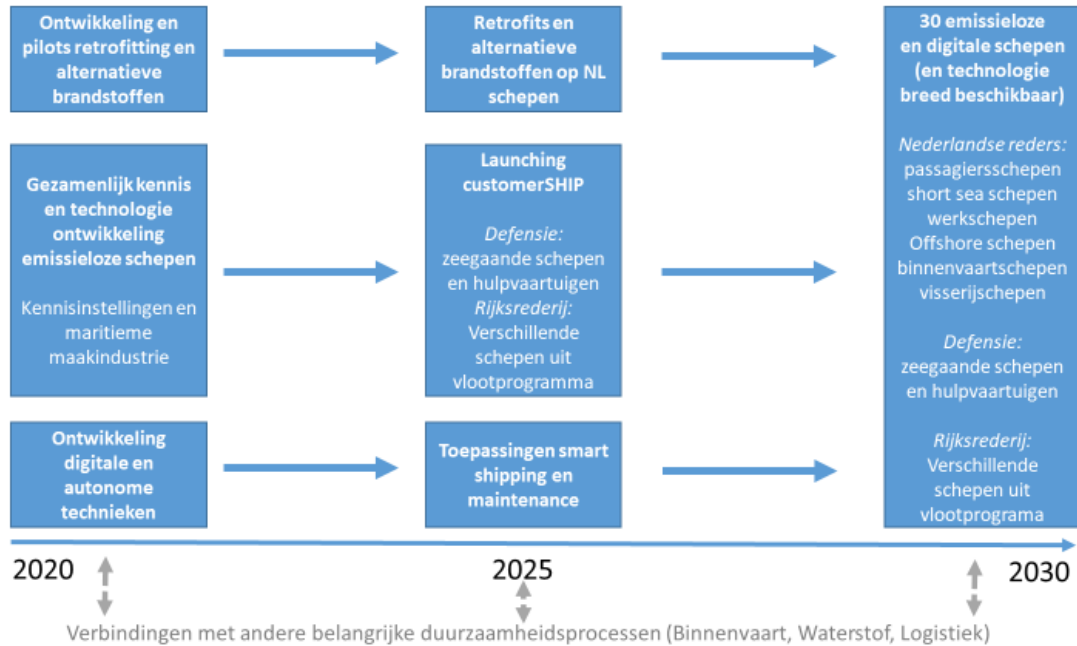 Ontwikkeling en
pilots retrofitting en
alternatieve
brandstoffen
Retrofits en
alternatieve
brandstoffen op NL
schepen
30 emissieloze
en digitale schepen
(en technologie
breed beschikbaar)
Nederlandse reders:
passagiersschepen
short sea schepen
werkschepen
Offshore schepen
binnenvaartschepen
visserijschepen
Defensie:
zeegaande schepen
en hulpvaartuigen
Rijksrederij:
Verschillende
schepen uit
vlootprograma
Gezamenlijk kennis
en technologie
ontwikkeling
emissieloze schepen
Kennisinstellingen en
maritieme
maakindustrie
Launching
customerSHIP
Defensie:
zeegaande schepen
en hulpvaartuigen
Rijksrederij:
Verschillende
schepen uit
vlootprogramma
Ontwikkeling
digitale en
autonome
technieken
Toepassingen smart
shipping en
maintenance
2020
2025
2030
Verbindingen met andere belangrijke duurzaamheidsprocessen (Binnenvaart, Waterstof, Logistiek)